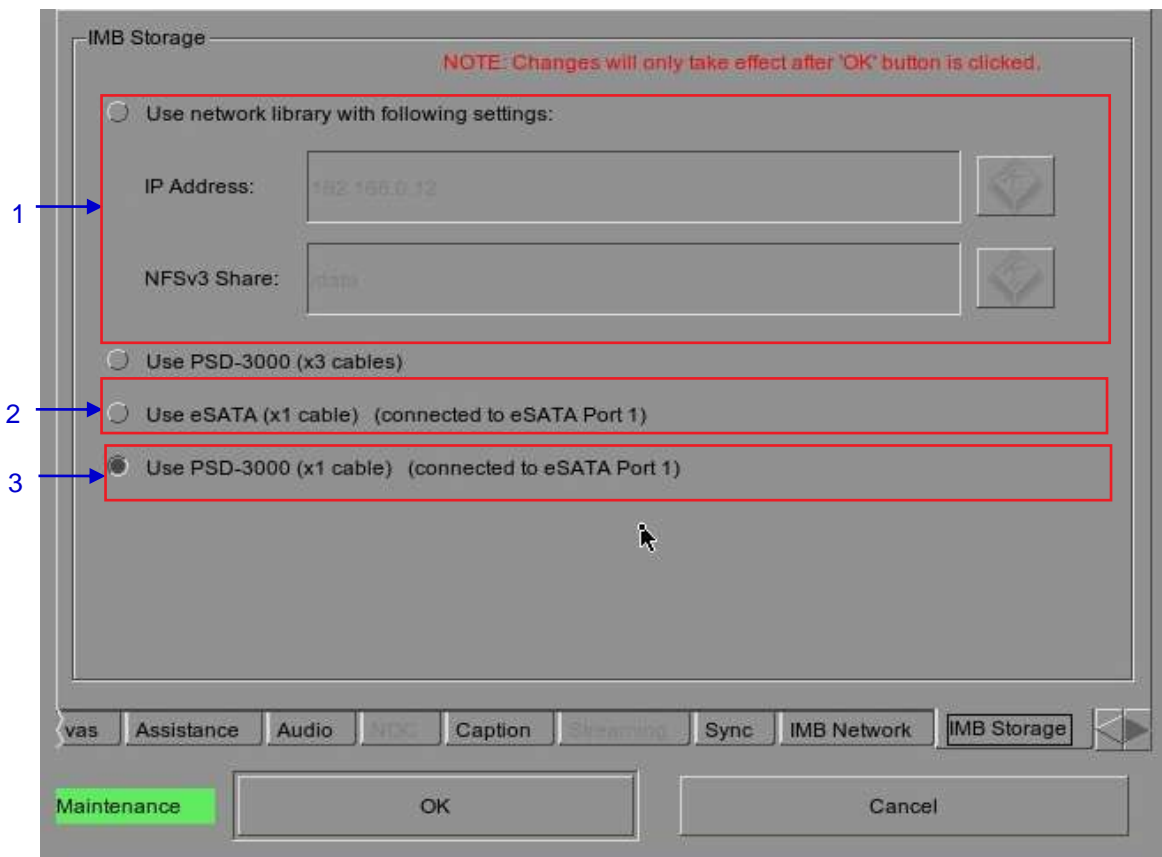 IMB Storage
NOTE: Changes will only take effect after 'OK' button is clicked.
Use network library with following settings:
IP Address: 192.168.0.12
1
NFSv3 Share: /data
Use PSD-3000 (x3 cables)
2 Use eSATA (x1 cable) (connected to eSATA Port 1)
3 Use PSD-3000 (x1 cable) (connected to eSATA Port 1)
vas Assistance Audio NOC Caption Streaming Sync IMB Network IMB Storage
Maintenance OK Cancel